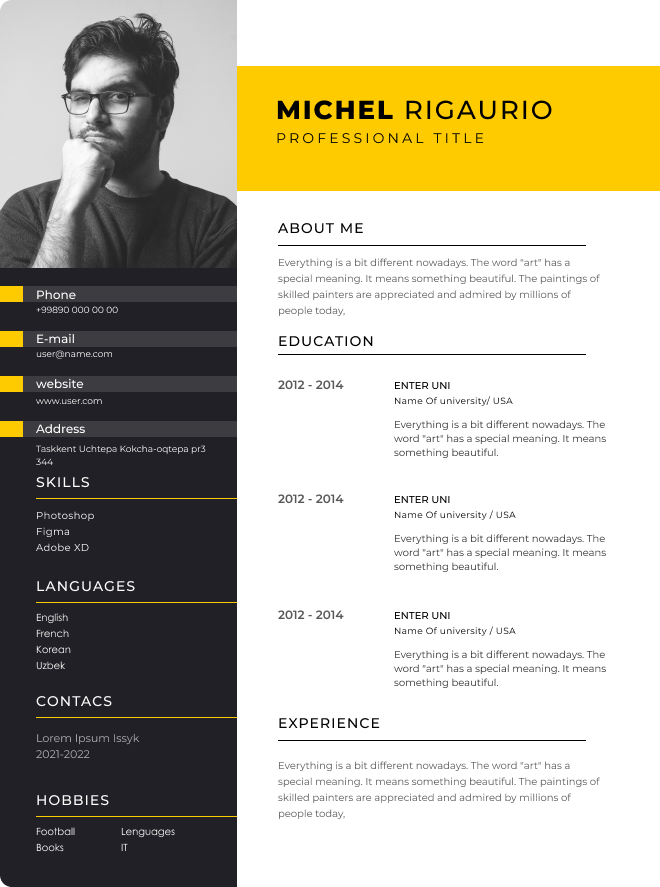 MICHEL RIGAURIO
PROFESSIONAL TITLE
Phone
+99890 000 00 00
E-mail
user@name.com
website
www.user.com
Address
Taskkent Uchtepa Kokcha-oqtepa pr3
344
SKILLS
Photoshop
Figma
Adobe XD
LANGUAGES
English
French
Korean
Uzbek
CONTACS
Lorem Ipsum Issyk
2021-2022
HOBBIES
Football Lenguages
Books IT
ABOUT ME
Everything is a bit different nowadays. The word "art" has a
special meaning. It means something beautiful. The paintings of
skilled painters are appreciated and admired by millions of
people today,
EDUCATION
2012 - 2014 ENTER UNI
Name Of university/ USA
Everything is a bit different nowadays. The
word "art" has a special meaning. It means
something beautiful.
2012 - 2014 ENTER UNI
Name Of university / USA
Everything is a bit different nowadays. The
word "art" has a special meaning. It means
something beautiful.
2012 - 2014 ENTER UNI
Name Of university / USA
Everything is a bit different nowadays. The
word "art" has a special meaning. It means
something beautiful.
EXPERIENCE
Everything is a bit different nowadays. The word "art" has a
special meaning. It means something beautiful. The paintings of
skilled painters are appreciated and admired by millions of
people today,